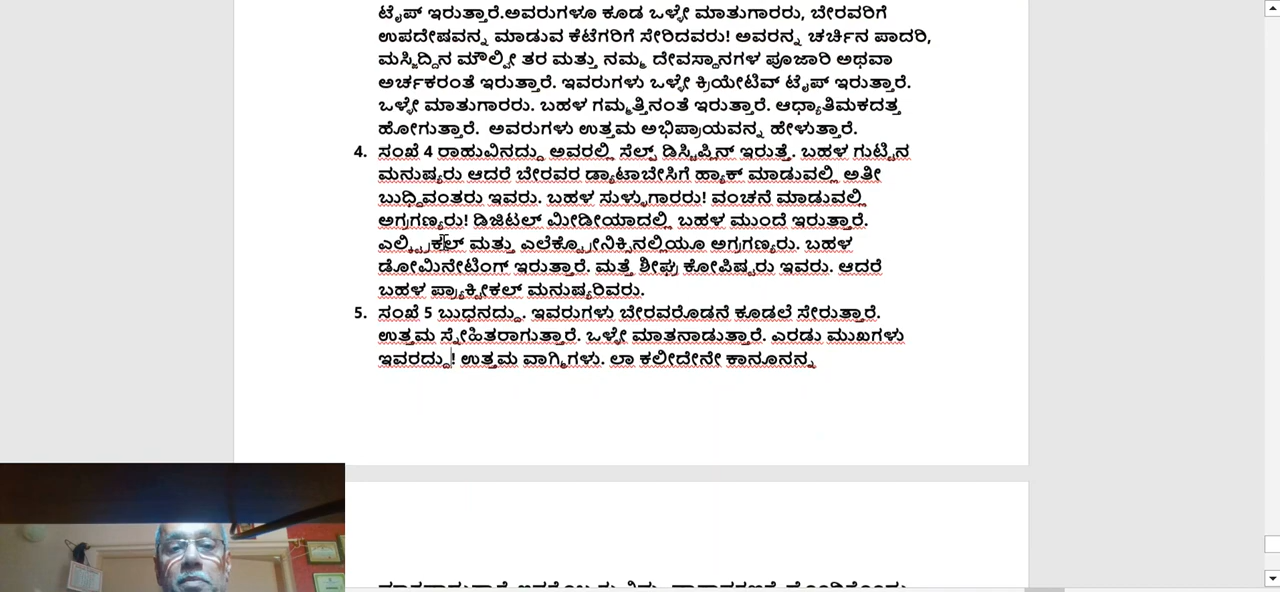 ಟೈಪ್ ಇರುತ್ತಾರೆ.ಅವರುಗಳೂ ಕೂಡ ಒಳ್ಳೇ ಮಾತುಗಾರರು, ಬೇರವರಿಗೆ
ಉಪದೇಷವನ್ನ ಮಾಡುವ ಕೆಟೆಗರಿಗೆ ಸೇರಿದವರು! ಅವರನ್ನ ಚರ್ಚಿನ ಪಾದರಿ,
ಮಸ್ಜಿದ್ದಿನ ಮೌಲ್ವೀ ತರ ಮತ್ತು ನಮ್ಮ ದೇವಸ್ಥಾನಗಳ ಪೂಜಾರಿ ಅಥವಾ
ಅರ್ಚಕರಂತೆ ಇರುತ್ತಾರೆ. ಇವರುಗಳು ಒಳ್ಳೇ ಕ್ರಿಯೇಟಿವ್ ಟೈಪ್ ಇರುತ್ತಾರೆ.
ಒಳ್ಳೇ ಮಾತುಗಾರರು. ಬಹಳ ಗಮ್ಮತ್ತಿನಂತೆ ಇರುತ್ತಾರೆ. ಆಧ್ಯಾತಿಮಕದತ್ತ
ಹೋಗುತ್ತಾರೆ. ಅವರುಗಳು ಉತ್ತಮ ಅಭಿಪ್ರಾಯವನ್ನ ಹೇಳುತ್ತಾರೆ.
4. ಸಂಖೆ 4 ರಾಹುವಿನದ್ದು ಅವರಲ್ಲಿ ಸೆಲ್ಫ್ ಡಿಸ್ಸಿಪ್ಲಿನ್ ಇರುತ್ತೆ. ಬಹಳ ಗುಟ್ಟಿನ
ಮನುಷ್ಯರು ಆದರೆ ಬೇರವರ ಡ್ಯಾಟಾಬೇಸಿಗೆ ಹ್ಯಾಕ್ ಮಾಡುವಲ್ಲಿ ಅತೀ
ಬುದ್ಧಿವಂತರು ಇವರು. ಬಹಳ ಸುಳ್ಳುಗಾರರು! ವಂಚನೆ ಮಾಡುವಲ್ಲಿ
ಅಗ್ರಗಣ್ಯರು! ಡಿಜಿಟಲ್ ಮೀಡೀಯಾದಲ್ಲಿ ಬಹಳ ಮುಂದೆ ಇರುತ್ತಾರೆ.
ಎಲ್ಕ್ಟ್ರಿಕಲ್ ಮತ್ತು ಎಲೆಕ್ಟ್ರೋನಿಕ್ಸಿನಲ್ಲಿಯೂ ಅಗ್ರಗಣ್ಯರು. ಬಹಳ
ಡೋಮಿನೇಟಿಂಗ್ ಇರುತ್ತಾರೆ. ಮತ್ತೆ ಶೀಘ್ರ ಕೋಪಿಷ್ಟರು ಇವರು. ಆದರೆ
ಬಹಳ ಪ್ರ್ಯಾಕ್ಟೀಕಲ್ ಮನುಷ್ಯರಿವರು.
5. ಸಂಖೆ 5 ಬುಧನದ್ದು. ಇವರುಗಳು ಬೇರವರೊಡನೆ ಕೂಡಲೆ ಸೇರುತ್ತಾರೆ.
ಉತ್ತಮ ಸ್ನೇಹಿತರಾಗುತ್ತಾರೆ. ಒಳ್ಳೇ ಮಾತನಾಡುತ್ತಾರೆ. ಎರಡು ಮುಖಗಳು
ಇವರದ್ದು! ಉತ್ತಮ ವಾಗ್ಮಿಗಳು. ಲಾ ಕಲೀದೇನೇ ಕಾನೂನನ್ನ